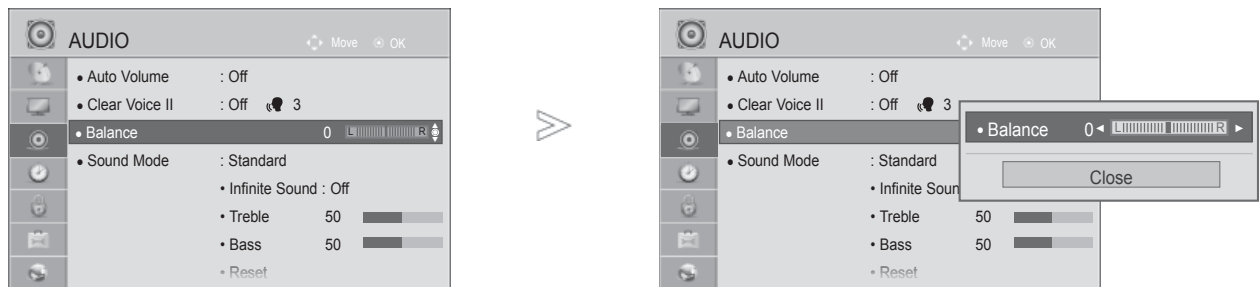 AUDIO Move OK
• Auto Volume : Off
• Clear Voice II : Off 3
• Balance 0 L R
• Sound Mode : Standard
• Infinite Sound : Off
• Treble 50
• Bass 50
• Reset
AUDIO Move OK
• Auto Volume : Off
• Clear Voice II : Off 3
• Balance
• Sound Mode : Standard
• Infinite Soun
• Treble 50
• Bass 50
• Reset
• Balance 0 L R
Close